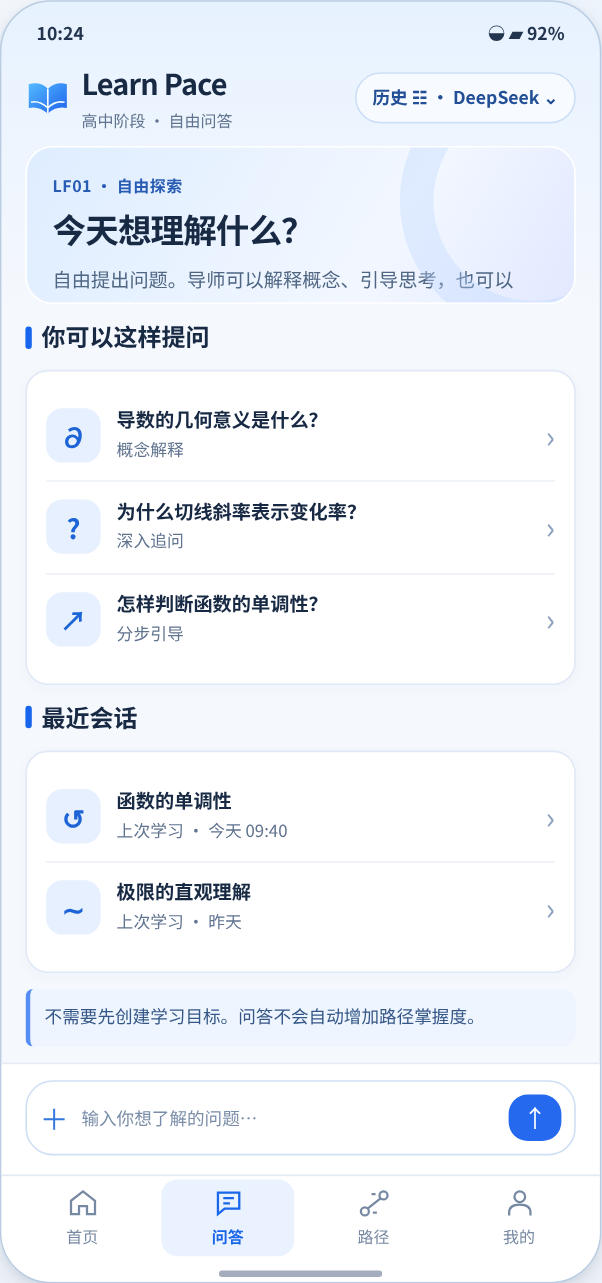 10:24
92%
Learn Pace
高中阶段 · 自由问答
历史 ☷ · DeepSeek ⌄
LF01 · 自由探索
今天想理解什么？
自由提出问题。导师可以解释概念、引导思考，也可以
你可以这样提问
∂
导数的几何意义是什么？
概念解释
?
为什么切线斜率表示变化率？
深入追问
↗
怎样判断函数的单调性？
分步引导
最近会话
↺
函数的单调性
上次学习 · 今天 09:40
~
极限的直观理解
上次学习 · 昨天
不需要先创建学习目标。问答不会自动增加路径掌握度。
+ 输入你想了解的问题… ↑
首页 问答 路径 我的